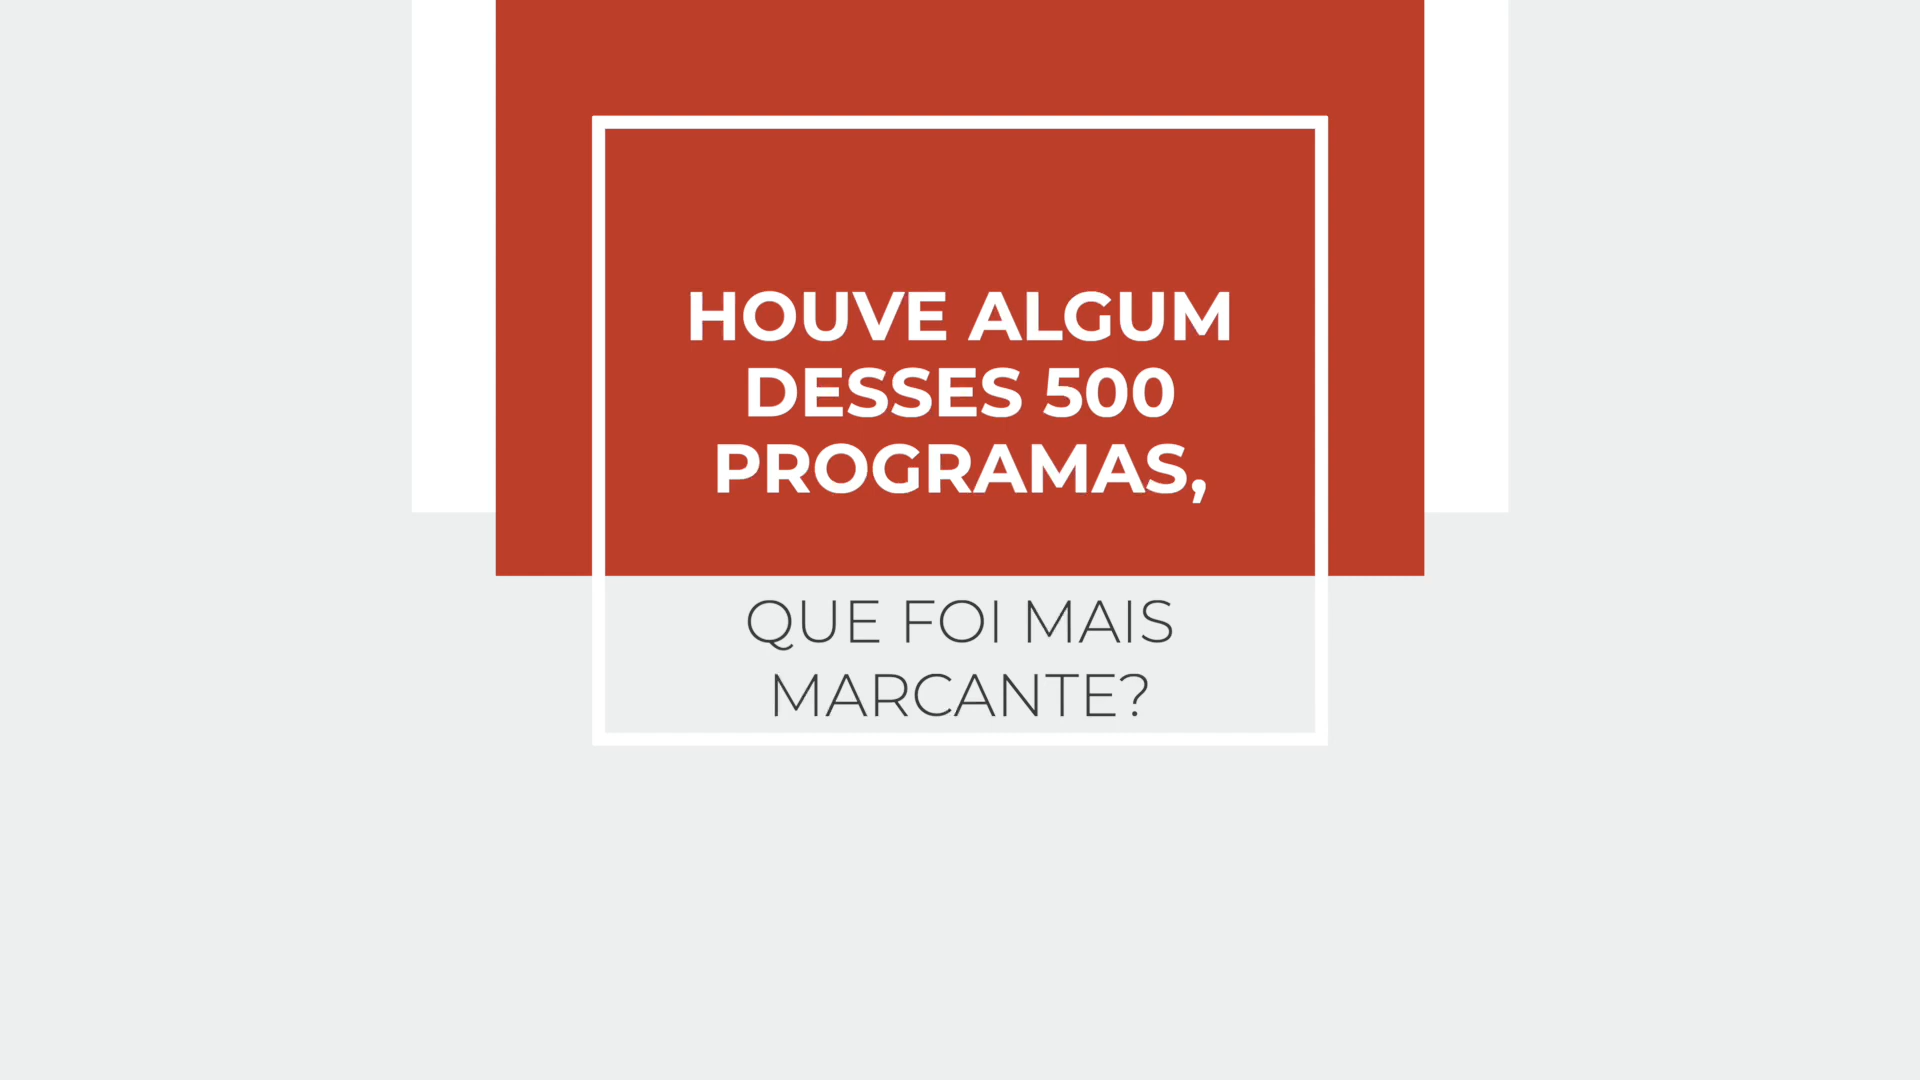 HOUVE ALGUM
DESSES 500
PROGRAMAS,
QUE FOI MAIS
MARCANTE?